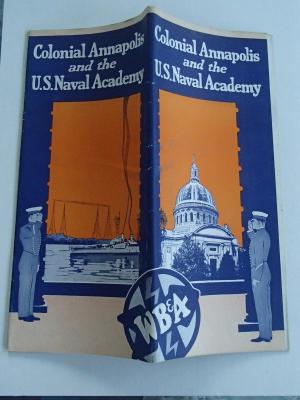 Colonial Annapolis
and the
U.S. Naval Academy
Colonial Annapolis
and the
U.S. Naval Academy
WB&A